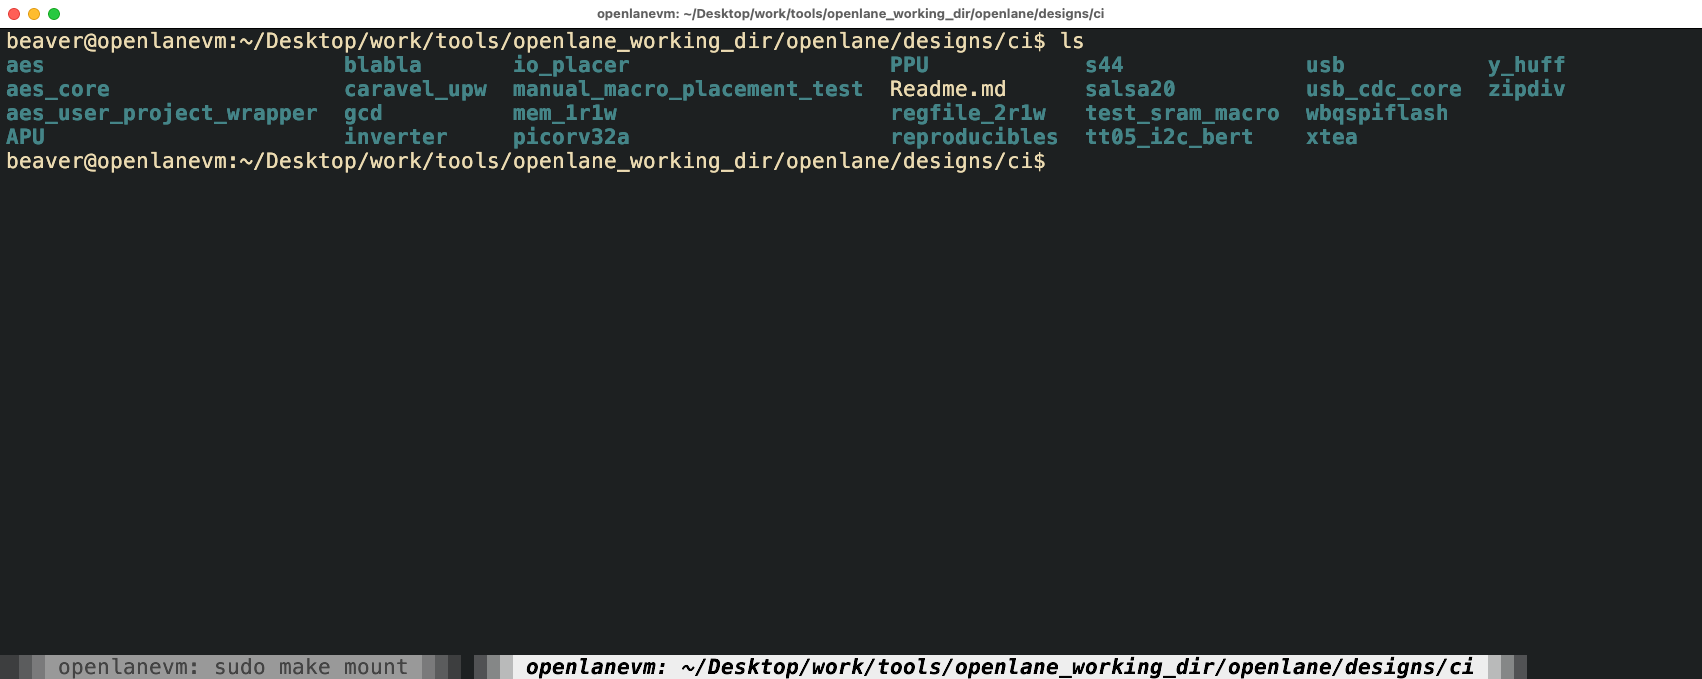 openlanevm: ~/Desktop/work/tools/openlane_working_dir/openlane/designs/ci
beaver@openlanevm:~/Desktop/work/tools/openlane_working_dir/openlane/designs/ci$ ls
aes                       blabla       io_placer                    PPU            s44              usb           y_huff
aes_core                  caravel_upw  manual_macro_placement_test  Readme.md      salsa20          usb_cdc_core  zipdiv
aes_user_project_wrapper  gcd          mem_1r1w                     regfile_2r1w   test_sram_macro  wbqspiflash
APU                       inverter     picorv32a                    reproducibles  tt05_i2c_bert    xtea
beaver@openlanevm:~/Desktop/work/tools/openlane_working_dir/openlane/designs/ci$
openlanevm: sudo make mount openlanevm: ~/Desktop/work/tools/openlane_working_dir/openlane/designs/ci